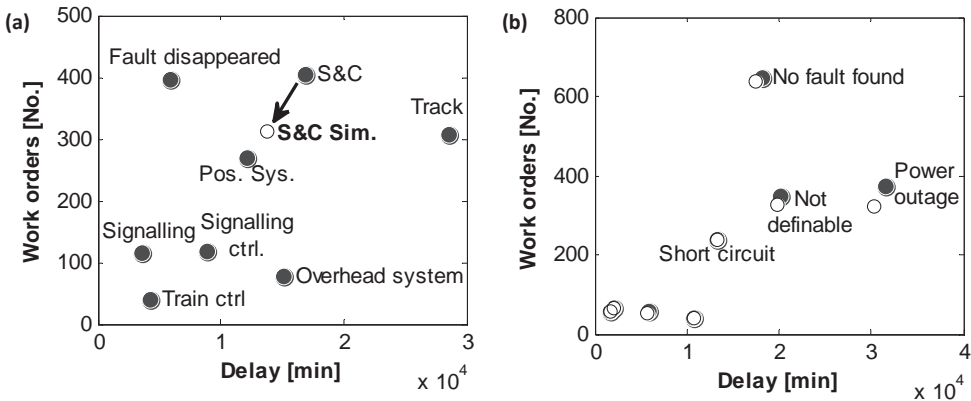 (a)
Work orders [No.]
500
400
300
200
100
0
Fault disappeared
S&C
Track
S&C Sim.
Pos. Sys.
Signalling
Signalling
ctrl.
Overhead system
Train ctrl
0
1
2
3
Delay [min]
x 10^4
(b)
Work orders [No.]
800
600
400
200
0
No fault found
Power
outage
Not
definable
Short circuit
0
1
2
3
4
Delay [min]
x 10^4